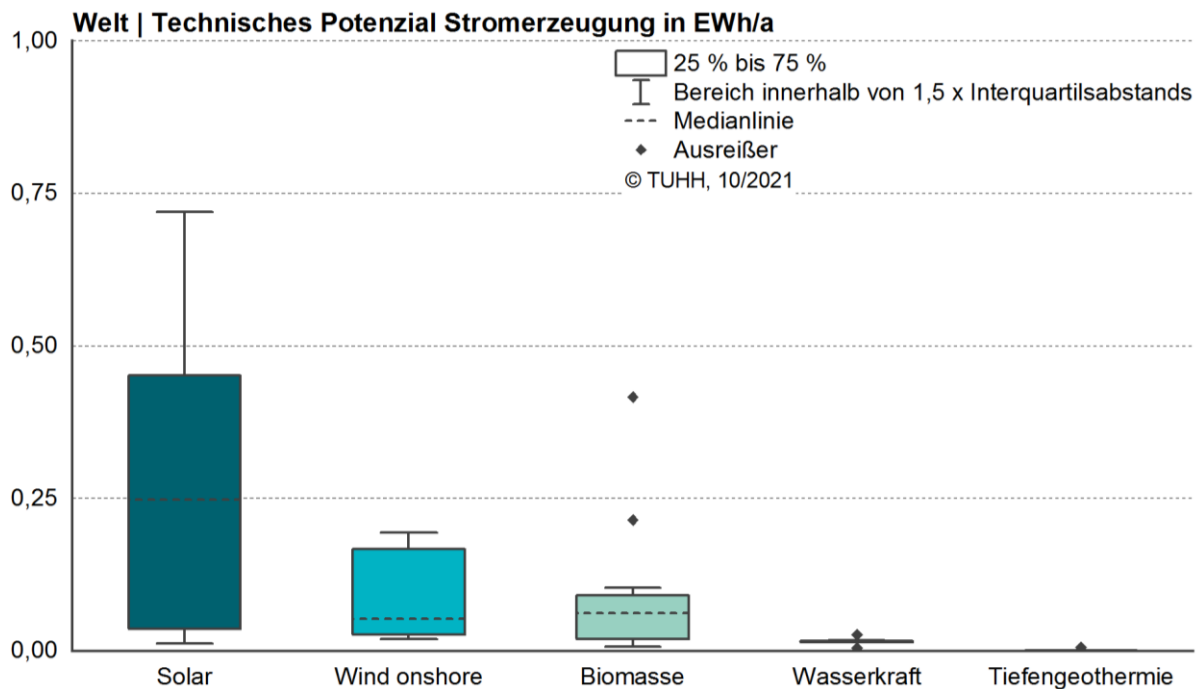 Welt | Technisches Potenzial Stromerzeugung in EWh/a
1,00
25 % bis 75 %
Bereich innerhalb von 1,5 x Interquartilsabstands
Medianlinie
Ausreißer
© TUHH, 10/2021
0,75
0,50
0,25
0,00
Solar
Wind onshore
Biomasse
Wasserkraft
Tiefengeothermie